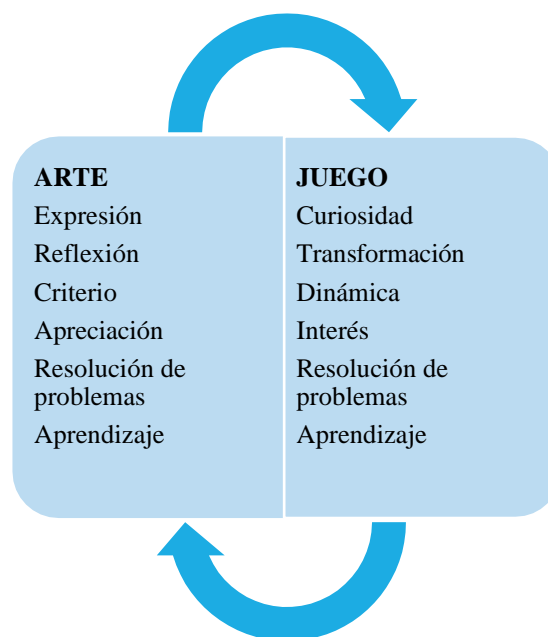 ARTE
Expresión
Reflexión
Criterio
Apreciación
Resolución de
problemas
Aprendizaje
JUEGO
Curiosidad
Transformación
Dinámica
Interés
Resolución de
problemas
Aprendizaje